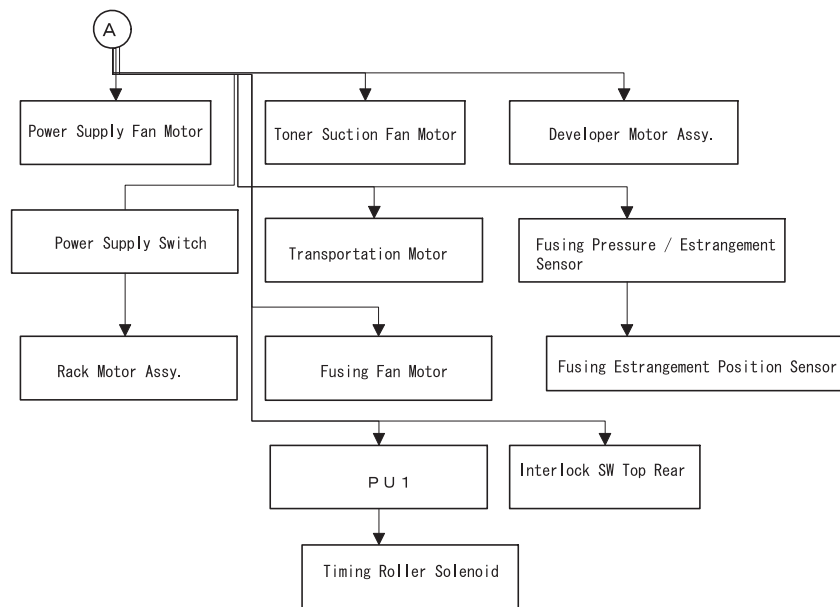 A
Power Supply Fan Motor
Toner Suction Fan Motor
Developer Motor Assy.
Power Supply Switch
Transportation Motor
Fusing Pressure / Estrangement
Sensor
Rack Motor Assy.
Fusing Fan Motor
Fusing Estrangement Position Sensor
PU1
Interlock SW Top Rear
Timing Roller Solenoid